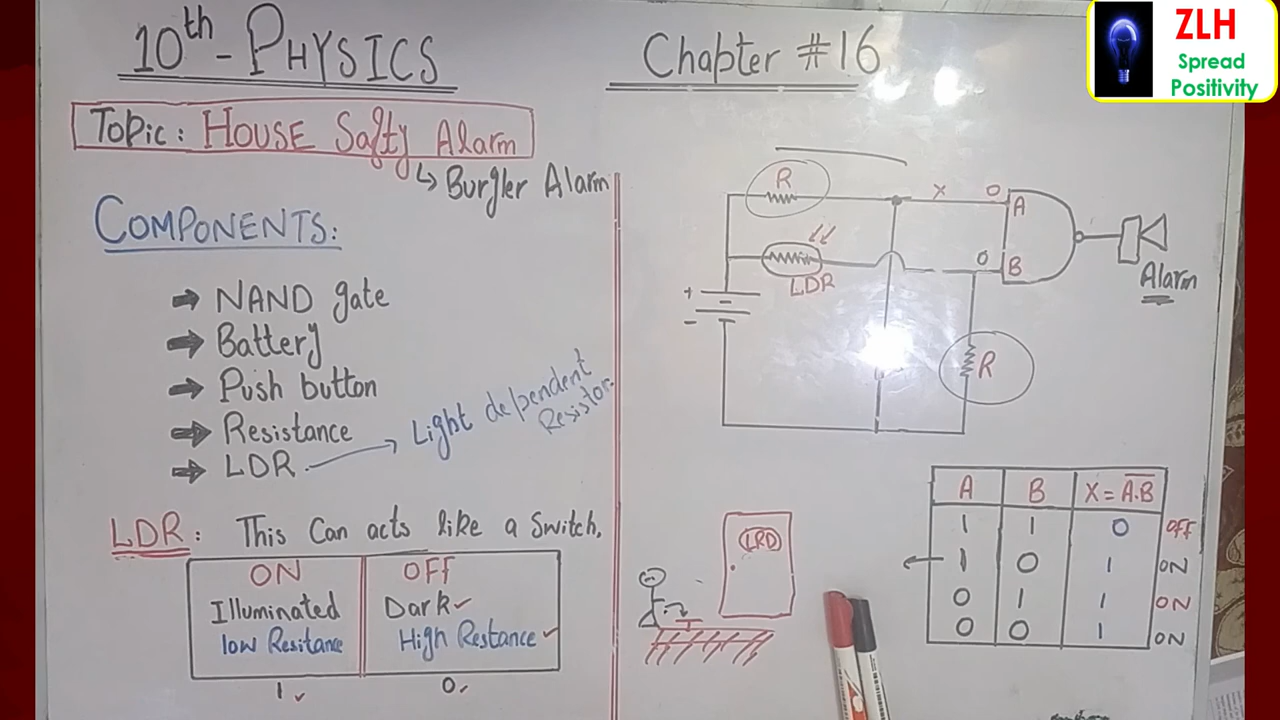 10th - PHYSICS
Chapter #16
ZLH
Spread
Positivity
Topic: HOUSE Safty Alarm
↳ Burgler Alarm
COMPONENTS:
➡ NAND gate
➡ Battery
➡ Push button
➡ Resistance
➡ LDR → Light dependent
Resistor.
LDR: This Can acts like a Switch.
ON OFF
Illuminated Dark ✓
low Resitance High Restance ✓
1 ✓ 0 ✓
R
x 0 A
LDR
0 B
+
-
R
Alarm
LRD
A B X = \overline{A.B}
1 1 0 OFF
1 0 1 ON
0 1 1 ON
0 0 1 ON